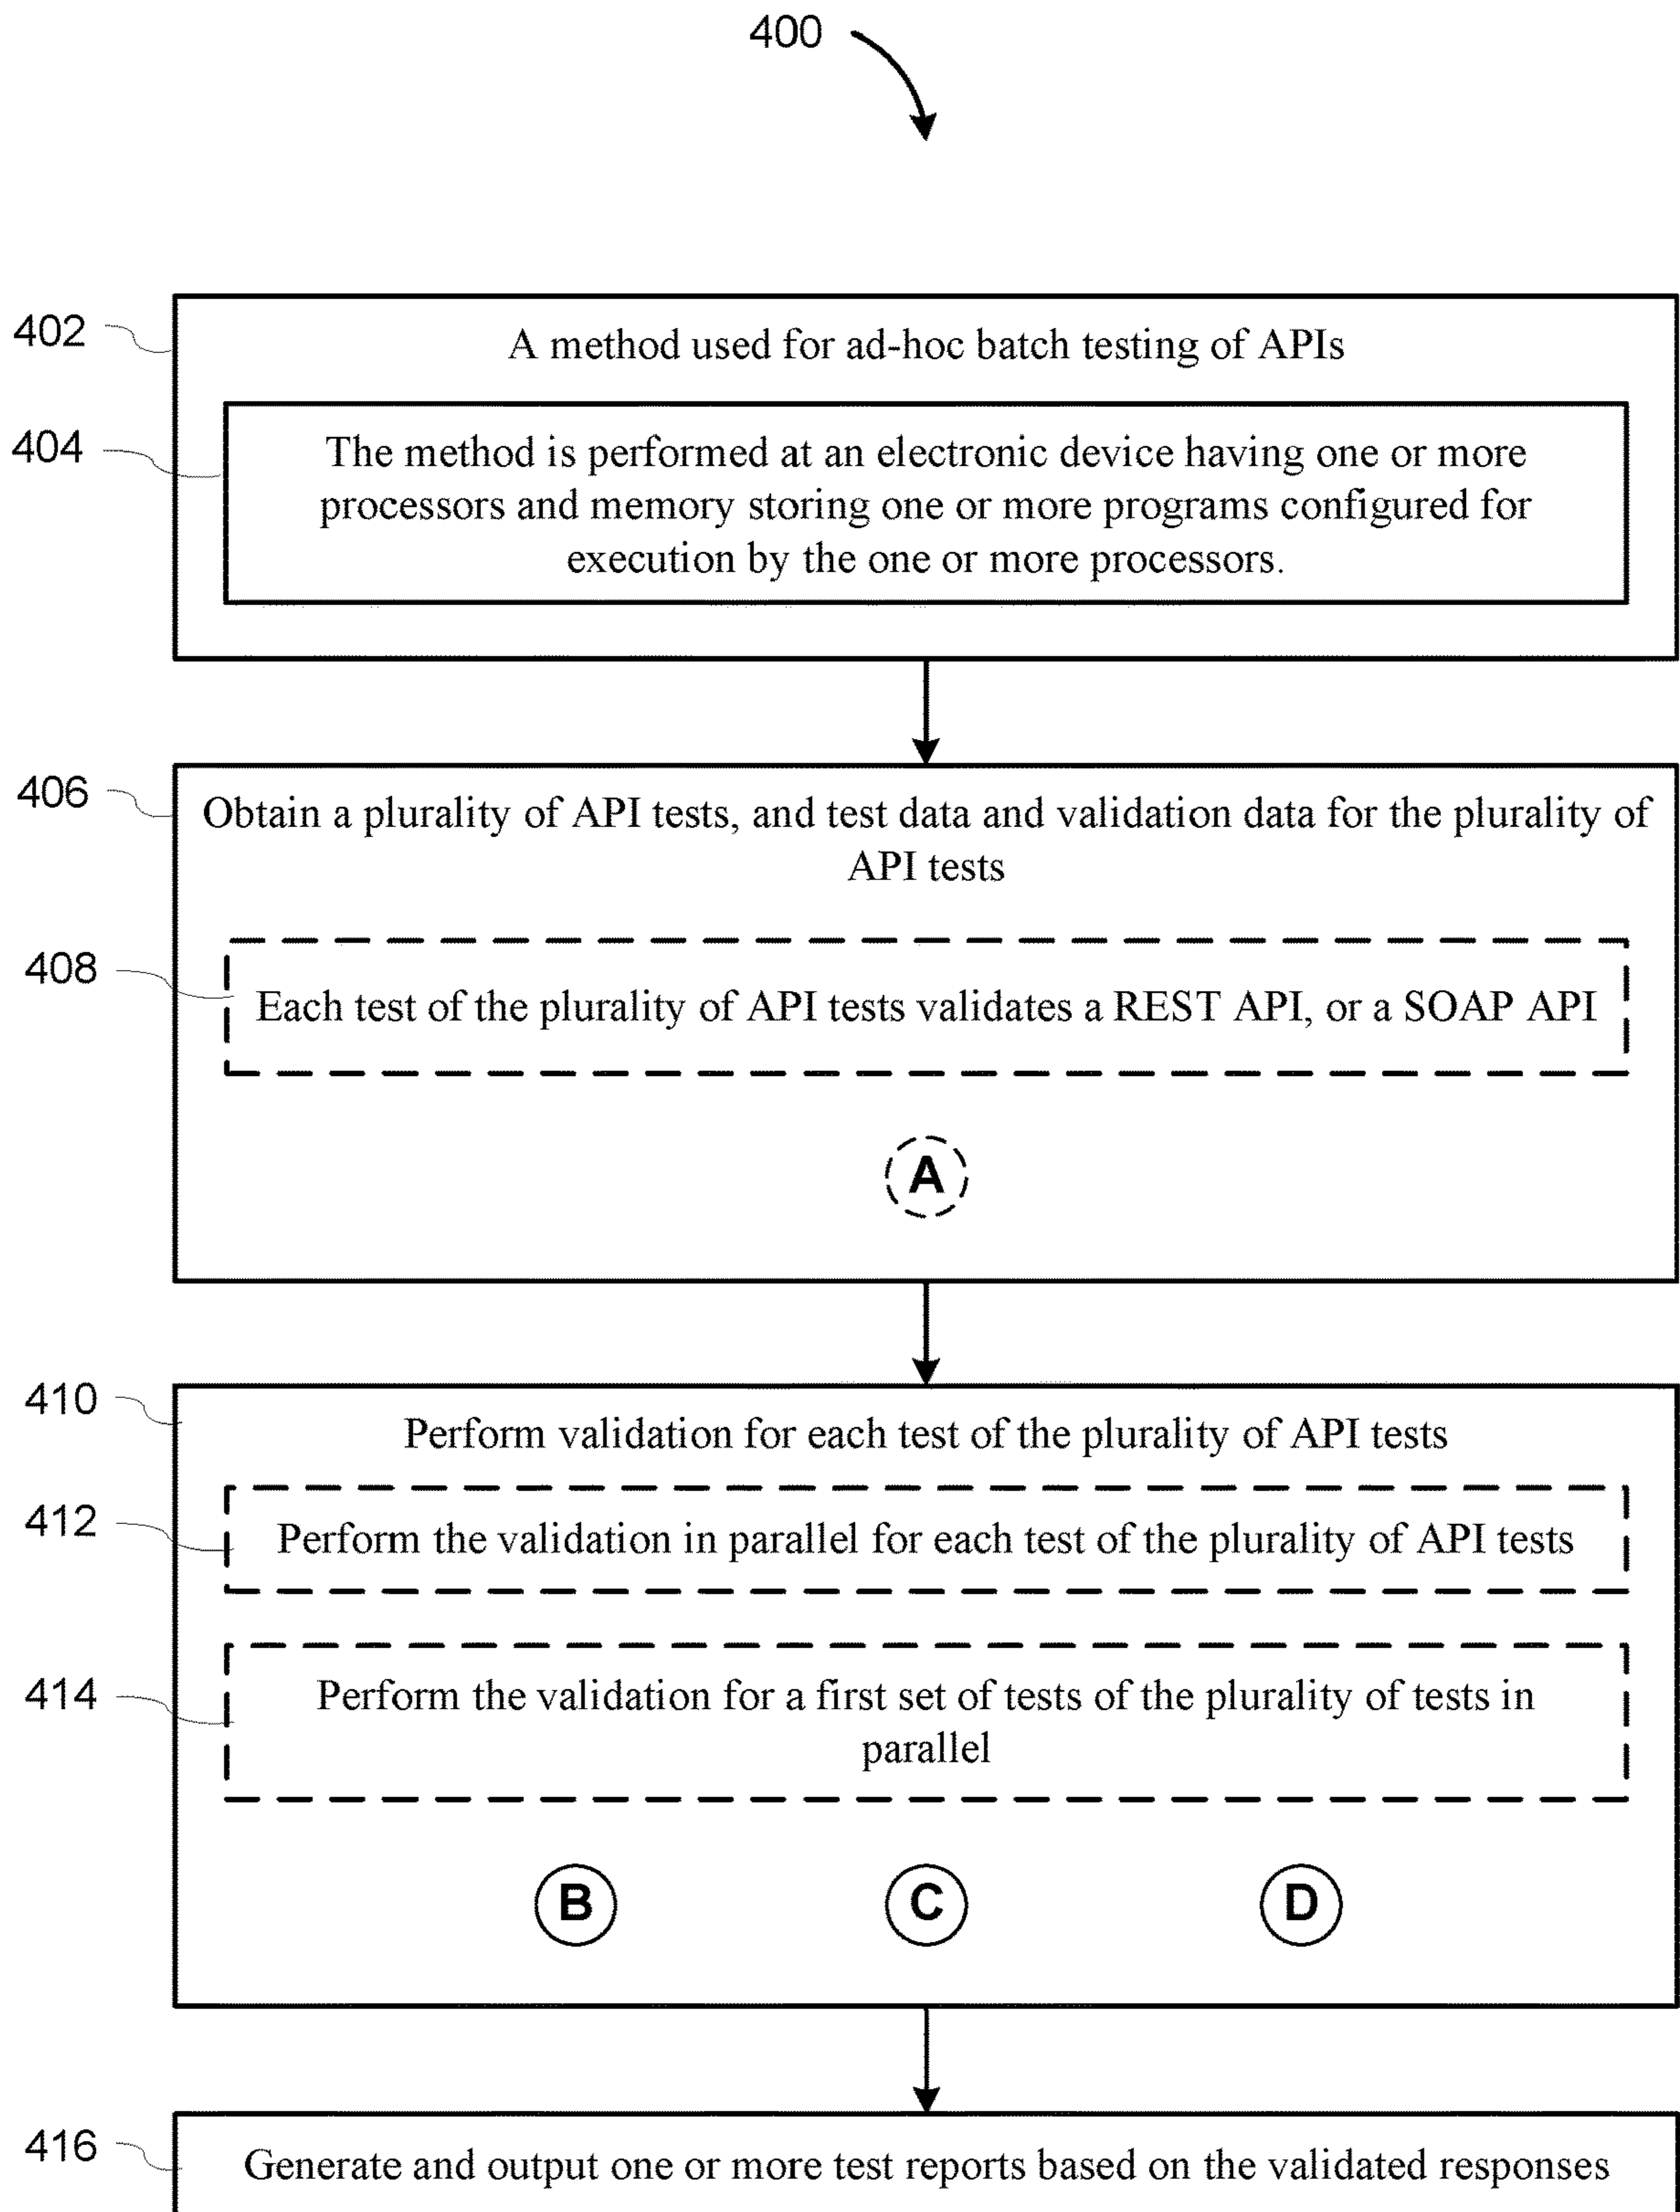 400
402
A method used for ad-hoc batch testing of APIs
404
The method is performed at an electronic device having one or more
processors and memory storing one or more programs configured for
execution by the one or more processors.
406
Obtain a plurality of API tests, and test data and validation data for the plurality of
API tests
408
Each test of the plurality of API tests validates a REST API, or a SOAP API
A
410
Perform validation for each test of the plurality of API tests
412
Perform the validation in parallel for each test of the plurality of API tests
414
Perform the validation for a first set of tests of the plurality of tests in
parallel
B C D
416
Generate and output one or more test reports based on the validated responses